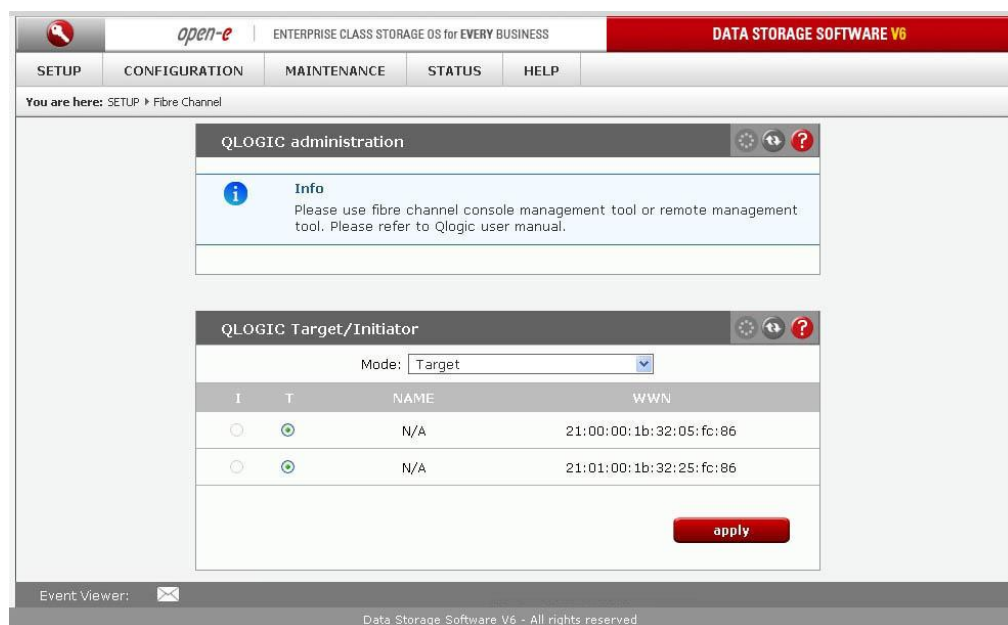 open-e ENTERPRISE CLASS STORAGE OS for EVERY BUSINESS DATA STORAGE SOFTWARE V6
SETUP CONFIGURATION MAINTENANCE STATUS HELP
You are here: SETUP Fibre Channel
QLOGIC administration
Info
Please use fibre channel console management tool or remote management
tool. Please refer to Qlogic user manual.
QLOGIC Target/Initiator
Mode: Target
I T NAME WWN
N/A 21:00:00:1b:32:05:fc:86
N/A 21:01:00:1b:32:25:fc:86
apply
Event Viewer:
Data Storage Software V6 - All rights reserved